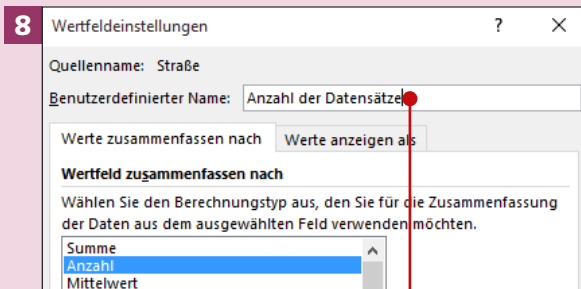 8
Wertfeldeinstellungen ? ×
Quellenname: Straße
Benutzerdefinierter Name: Anzahl der Datensätze
Werte zusammenfassen nach Werte anzeigen als
Wertfeld zusammenfassen nach
Wählen Sie den Berechnungstyp aus, den Sie für die Zusammenfassung
der Daten aus dem ausgewählten Feld verwenden möchten.
Summe
Anzahl
Mittelwert